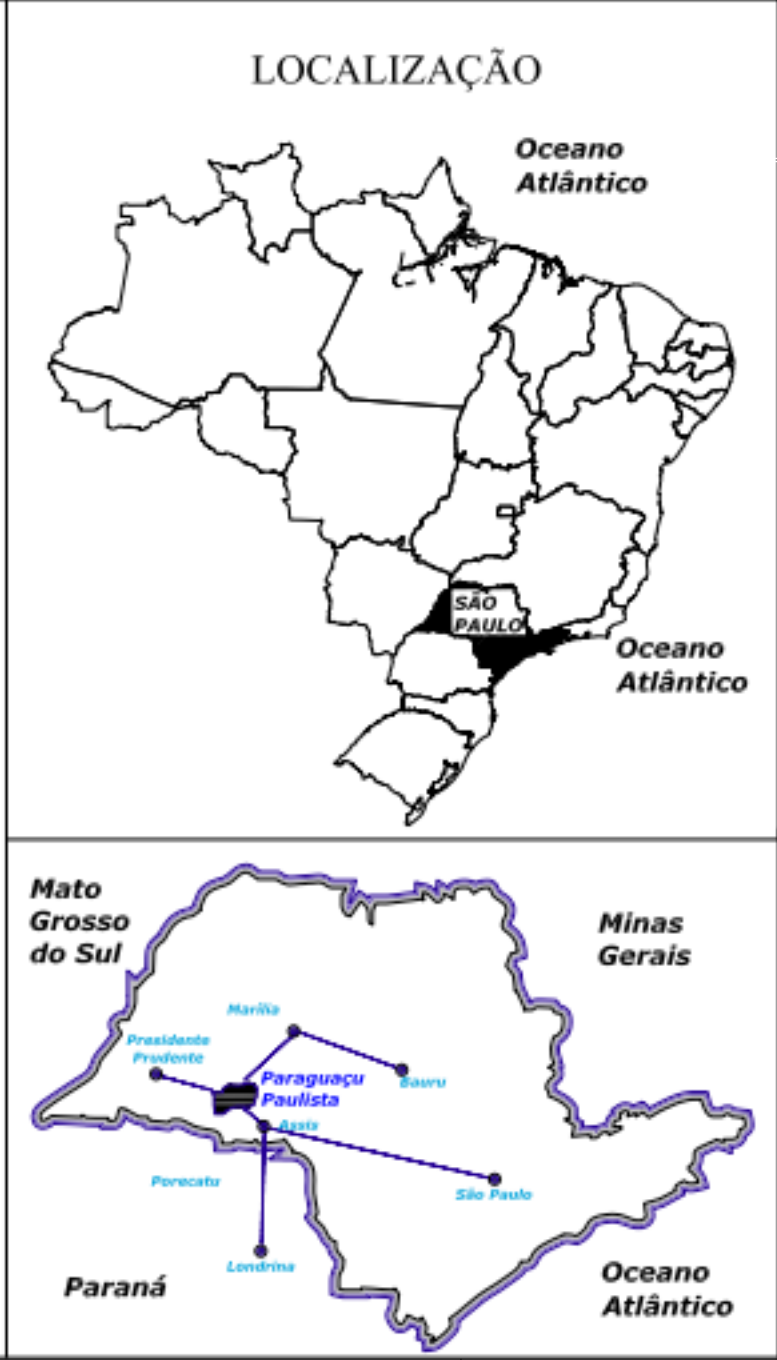 LOCALIZAÇÃO
Oceano
Atlântico
SÃO
PAULO
Oceano
Atlântico
Mato
Grosso
do Sul
Minas
Gerais
Marília
Presidente
Prudente
Bauru
Paraguaçu
Paulista
Assis
Porecatu
São Paulo
Londrina
Paraná
Oceano
Atlântico